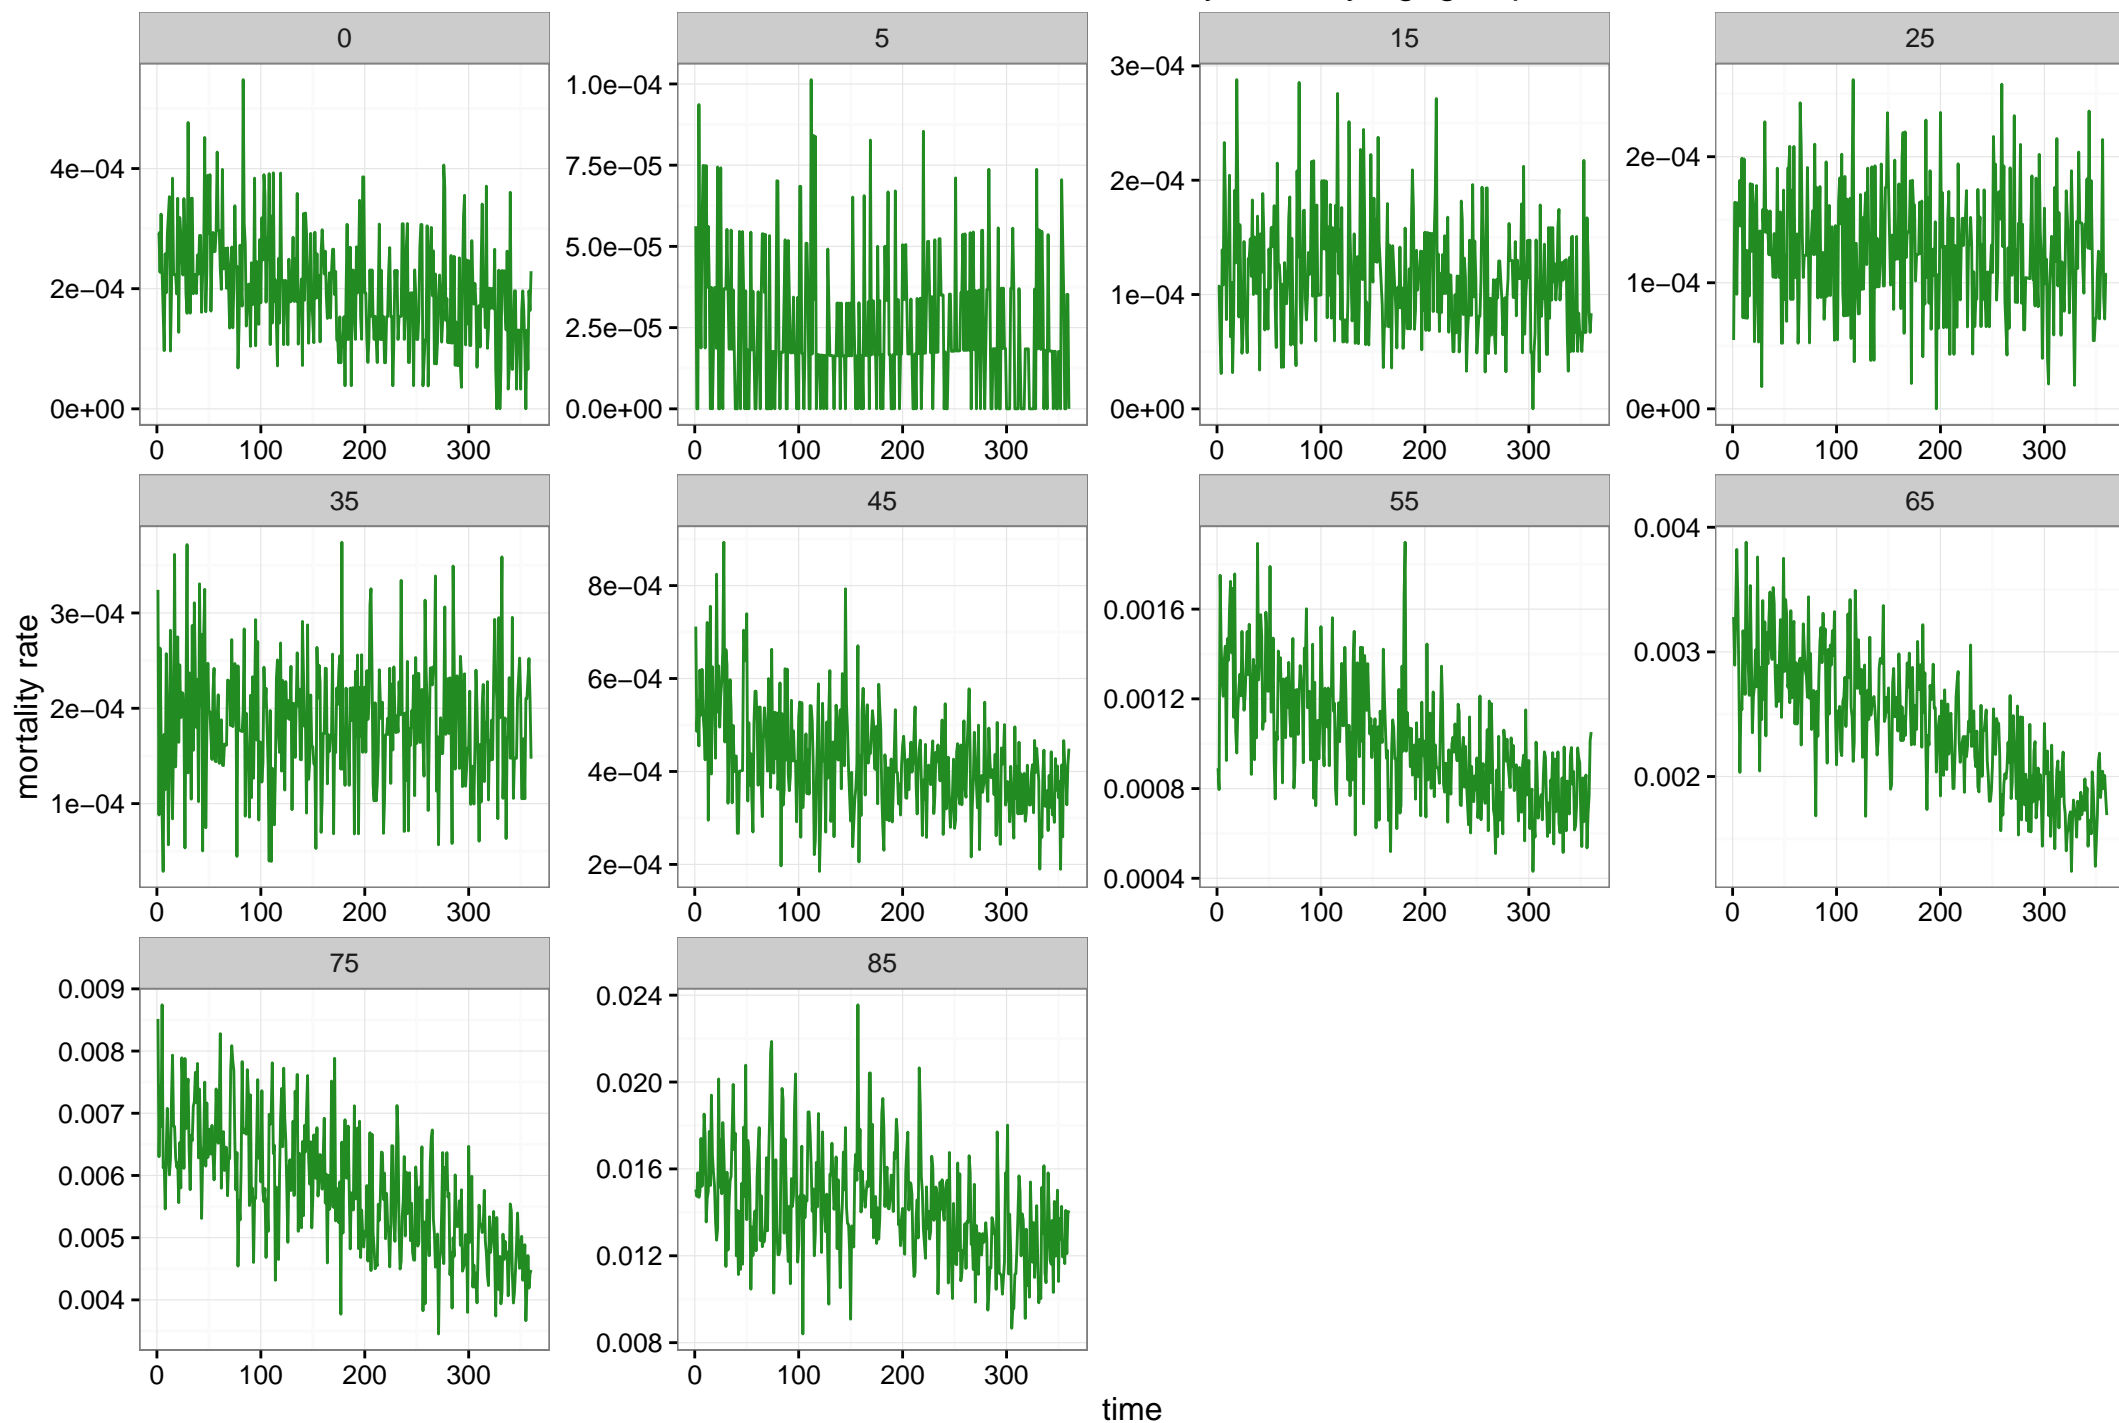 0 5 15 25
4e−04
2e−04
0e+00
1.0e−04
7.5e−05
5.0e−05
2.5e−05
0.0e+00
3e−04
2e−04
1e−04
0e+00
2e−04
1e−04
0e+00
0 100 200 300 0 100 200 300 0 100 200 300 0 100 200 300
35 45 55 65
mortality rate
3e−04
2e−04
1e−04
8e−04
6e−04
4e−04
2e−04
0.0016
0.0012
0.0008
0.0004
0.004
0.003
0.002
0 100 200 300 0 100 200 300 0 100 200 300 0 100 200 300
75 85
0.009
0.008
0.007
0.006
0.005
0.004
0.024
0.020
0.016
0.012
0.008
0 100 200 300 0 100 200 300
time